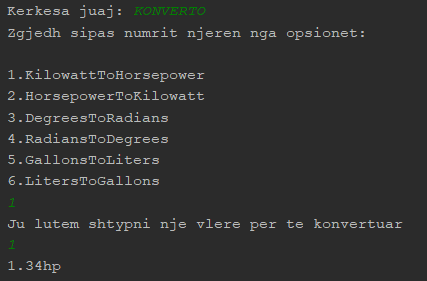 Kerkesa juaj: KONVERTO
Zgjedh sipas numrit njeren nga opsionet:
1.KilowattToHorsepower
2.HorsepowerToKilowatt
3.DegreesToRadians
4.RadiansToDegrees
5.GallonsToLiters
6.LitersToGallons
1
Ju lutem shtypni nje vlere per te konvertuar
1
1.34hp